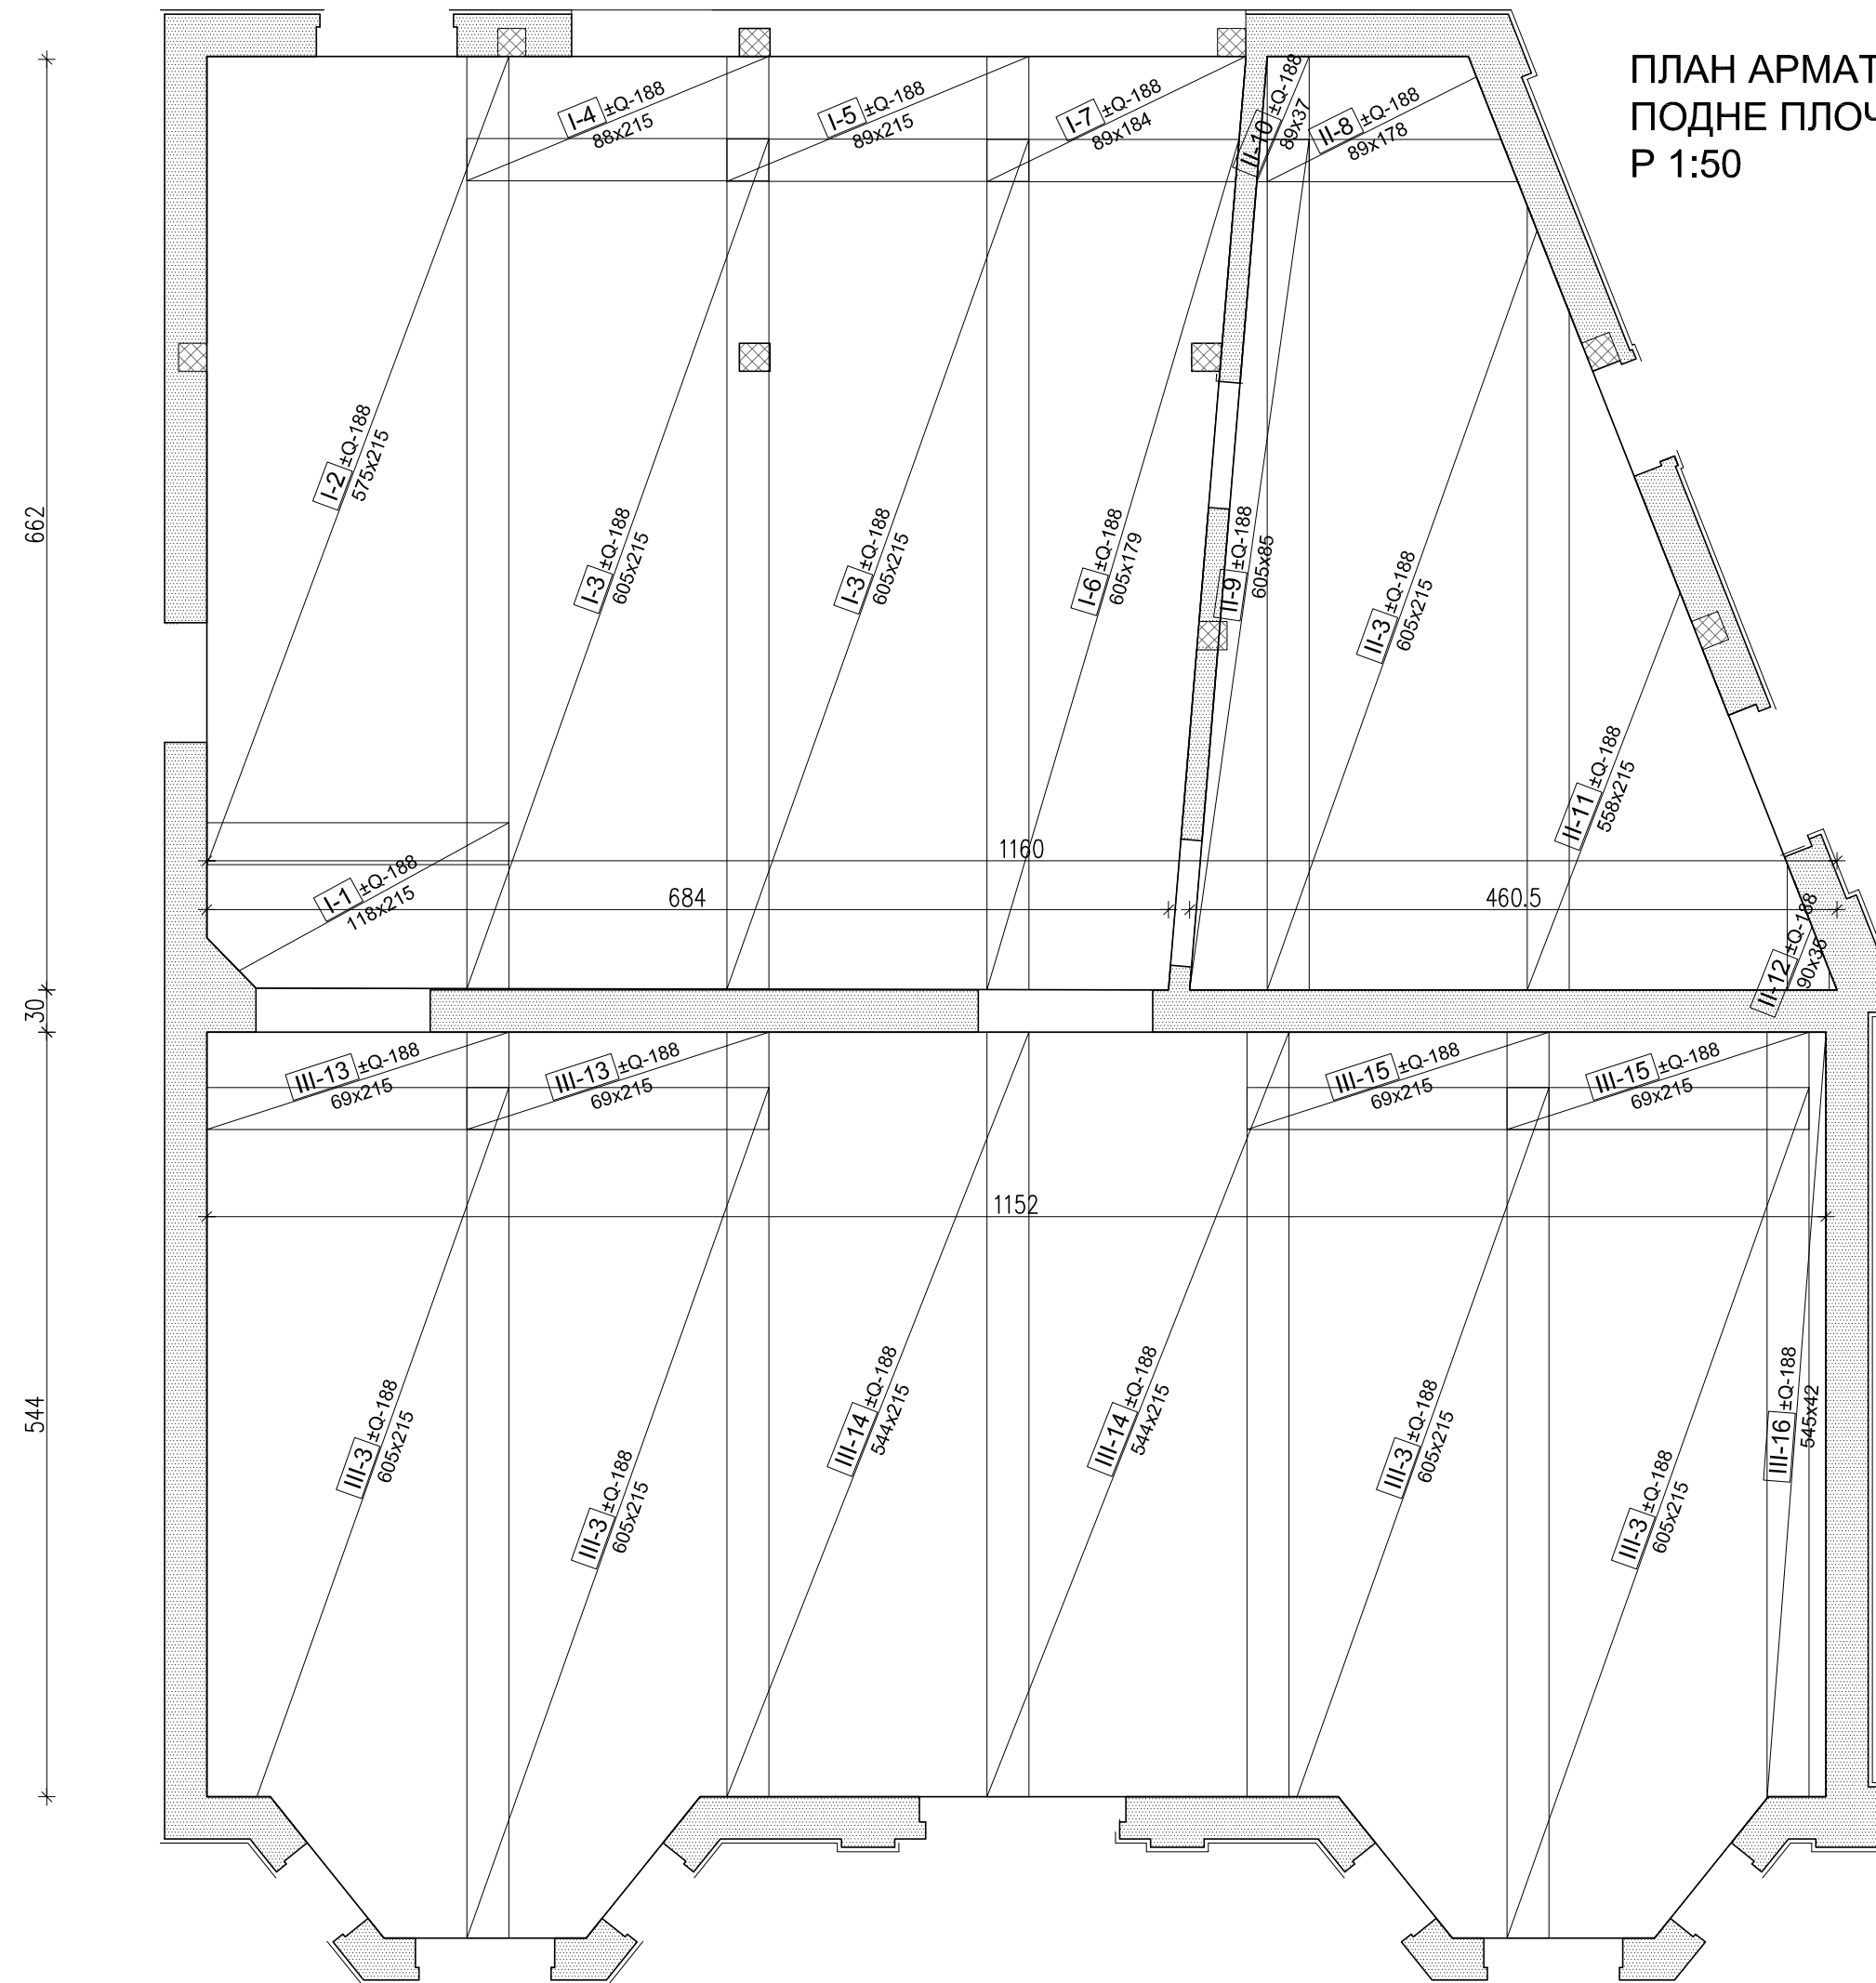 ПЛАН АРМАТ
ПОДНЕ ПЛОЧ
Р 1:50
I-4 ±Q-188
88x215
I-5 ±Q-188
89x215
I-7 ±Q-188
89x184
II-10 ±Q-188
89x37
II-8 ±Q-188
89x178
662
I-2 ±Q-188
575x215
I-3 ±Q-188
605x215
I-3 ±Q-188
605x215
I-6 ±Q-188
605x179
II-9 ±Q-188
605x85
II-3 ±Q-188
605x215
II-11 ±Q-188
558x215
1160
I-1 ±Q-188
118x215
684
460.5
II-12 ±Q-188
90x35
30
III-13 ±Q-188
69x215
III-13 ±Q-188
69x215
III-15 ±Q-188
69x215
III-15 ±Q-188
69x215
1152
544
III-3 ±Q-188
605x215
III-3 ±Q-188
605x215
III-14 ±Q-188
544x215
III-14 ±Q-188
544x215
III-3 ±Q-188
605x215
III-3 ±Q-188
605x215
III-16 ±Q-188
545x42